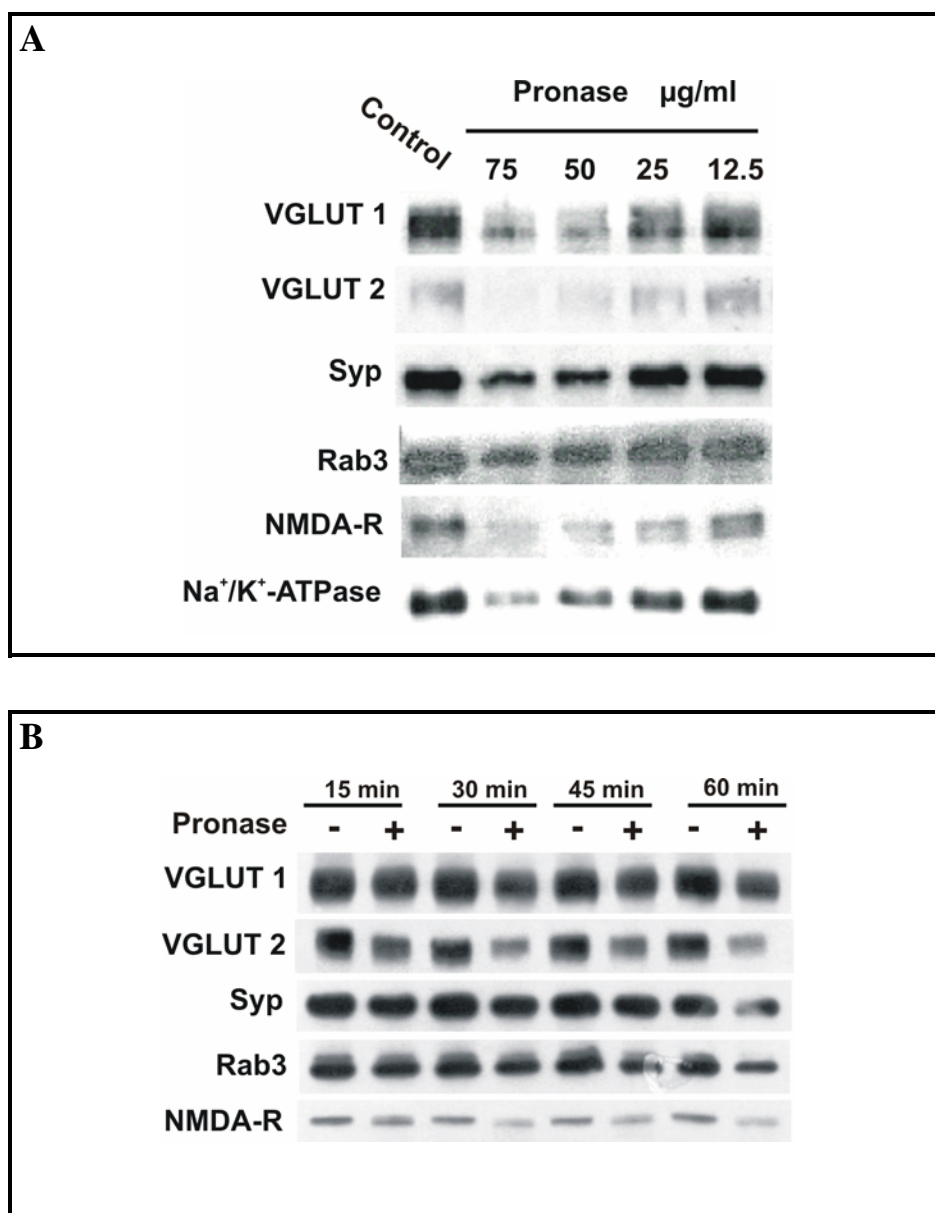 A
Control
Pronase µg/ml
75 50 25 12.5
VGLUT 1
VGLUT 2
Syp
Rab3
NMDA-R
Na⁺/K⁺-ATPase
B
15 min 30 min 45 min 60 min
Pronase - + - + - + - +
VGLUT 1
VGLUT 2
Syp
Rab3
NMDA-R